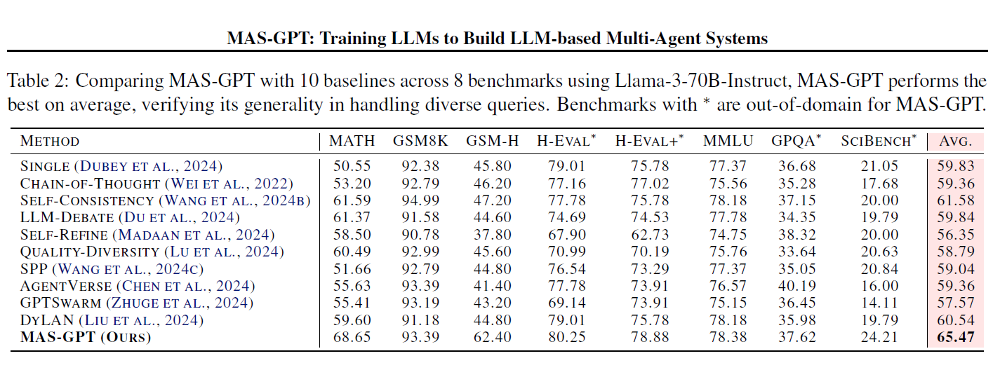 MAS-GPT: Training LLMs to Build LLM-based Multi-Agent Systems
Table 2: Comparing MAS-GPT with 10 baselines across 8 benchmarks using Llama-3-70B-Instruct, MAS-GPT performs the
best on average, verifying its generality in handling diverse queries. Benchmarks with * are out-of-domain for MAS-GPT.
METHOD MATH GSM8K GSM-H H-EVAL* H-EVAL+* MMLU GPQA* SCIBENCH* AVG.
SINGLE (DUBEY ET AL., 2024) 50.55 92.38 45.80 79.01 75.78 77.37 36.68 21.05 59.83
CHAIN-OF-THOUGHT (WEI ET AL., 2022) 53.20 92.79 46.20 77.16 77.02 75.56 35.28 17.68 59.36
SELF-CONSISTENCY (WANG ET AL., 2024B) 61.59 94.99 47.20 77.78 75.78 78.18 37.15 20.00 61.58
LLM-DEBATE (DU ET AL., 2024) 61.37 91.58 44.60 74.69 74.53 77.78 34.35 19.79 59.84
SELF-REFINE (MADAAN ET AL., 2024) 58.50 90.78 37.80 67.90 62.73 74.75 38.32 20.00 56.35
QUALITY-DIVERSITY (LU ET AL., 2024) 60.49 92.99 45.60 70.99 70.19 75.76 33.64 20.63 58.79
SPP (WANG ET AL., 2024C) 51.66 92.79 44.80 76.54 73.29 77.37 35.05 20.84 59.04
AGENTVERSE (CHEN ET AL., 2024) 55.63 93.39 41.40 77.78 73.91 76.57 40.19 16.00 59.36
GPTSWARM (ZHUGE ET AL., 2024) 55.41 93.19 43.20 69.14 73.91 75.15 36.45 14.11 57.57
DYLAN (LIU ET AL., 2024) 59.60 91.18 44.80 79.01 75.78 78.18 35.98 19.79 60.54
MAS-GPT (OURS) 68.65 93.39 62.40 80.25 78.88 78.38 37.62 24.21 65.47